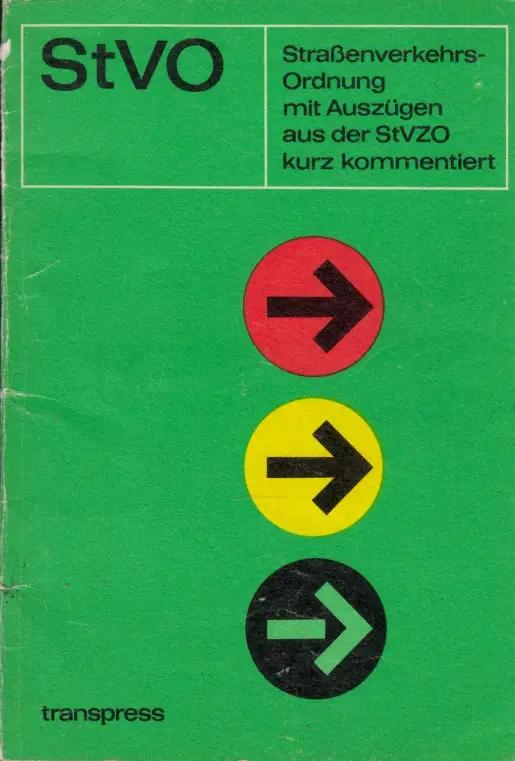 StVO
Straßenverkehrs-
Ordnung
mit Auszügen
aus der StVZO
kurz kommentiert
transpress